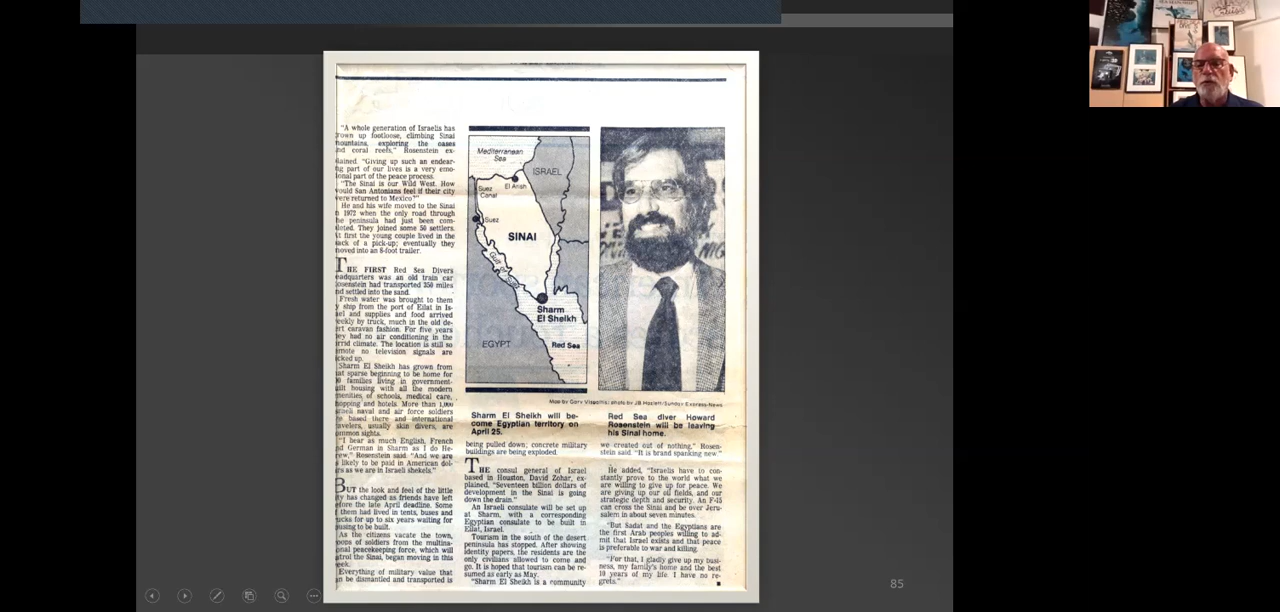 "A whole generation of Israelis has
rown up footloose, climbing Sinai
mountains, exploring the oases
nd coral reefs," Rosenstein ex-
lained. "Giving up such an endear-
ng part of our lives is a very emo-
ional part of the peace process.
"The Sinai is our Wild West. How
vould San Antonians feel if their city
were returned to Mexico?"
He and his wife moved to the Sinai
n 1972 when the only road through
he peninsula had just been com-
leted. They joined some 50 settlers.
t first the young couple lived in the
ack of a pick-up; eventually they
noved into an 8-foot trailer.
THE FIRST Red Sea Divers
eadquarters was an old train car
osenstein had transported 350 miles
nd settled into the sand.
Fresh water was brought to them
y ship from the port of Eilat in Is-
ael and supplies and food arrived
eekly by truck, much in the old de-
ert caravan fashion. For five years
ey had no air conditioning in the
rrid climate. The location is still so
emote no television signals are
icked up.
Sharm El Sheikh has grown from
at sparse beginning to be home for
0 families living in government-
uilt housing with all the modern
menities of schools, medical care,
hopping and hotels. More than 1,000
sraeli naval and air force soldiers
re based there and international
ravelers, usually skin divers, are
ommon sights.
"I hear as much English, French
nd German in Sharm as I do He-
rew," Rosenstein said. "And we are
s likely to be paid in American dol-
rs as we are in Israeli shekels."
BUT the look and feel of the little
ity has changed as friends have left
efore the late April deadline. Some
f them had lived in tents, buses and
ucks for up to six years waiting for
ousing to be built.
As the citizens vacate the town,
oops of soldiers from the multina-
onal peacekeeping force, which will
atrol the Sinai, began moving in this
eek.
Everything of military value that
an be dismantled and transported is
Mediterranean
Sea
ISRAEL
El Arish
Suez
Canal
Suez
SINAI
Gulf of Suez
Sharm
El Sheikh
EGYPT
Red Sea
Map by Gary Photo by JB Hazlett/Sunday Express-News
Sharm El Sheikh will be-
come Egyptian territory on
April 25.
being pulled down; concrete military
buildings are being exploded.
THE consul general of Israel
based in Houston, David Zohar, ex-
plained, "Seventeen billion dollars of
development in the Sinai is going
down the drain."
An Israeli consulate will be set up
at Sharm, with a corresponding
Egyptian consulate to be built in
Eilat, Israel.
Tourism in the south of the desert
peninsula has stopped. After showing
identity papers, the residents are the
only civilians allowed to come and
go. It is hoped that tourism can be re-
sumed as early as May.
"Sharm El Sheikh is a community
Red Sea diver Howard
Rosenstein will be leaving
his Sinai home.
we created out of nothing," Rosen-
stein said. "It is brand spanking new."
He added, "Israelis have to con-
stantly prove to the world what we
are willing to give up for peace. We
are giving up our oil fields, and our
strategic depth and security. An F-15
can cross the Sinai and be over Jeru-
salem in about seven minutes.
"But Sadat and the Egyptians are
the first Arab peoples willing to ad-
mit that Israel exists and that peace
is preferable to war and killing.
"For that, I gladly give up my busi-
ness, my family's home and the best
10 years of my life. I have no re-
grets."
85